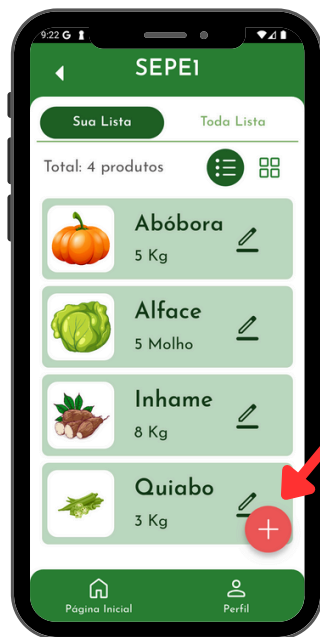 9:22 G
SEPE1
Sua Lista
Toda Lista
Total: 4 produtos
Abóbora
5 Kg
Alface
5 Molho
Inhame
8 Kg
Quiabo
3 Kg
Página Inicial
Perfil